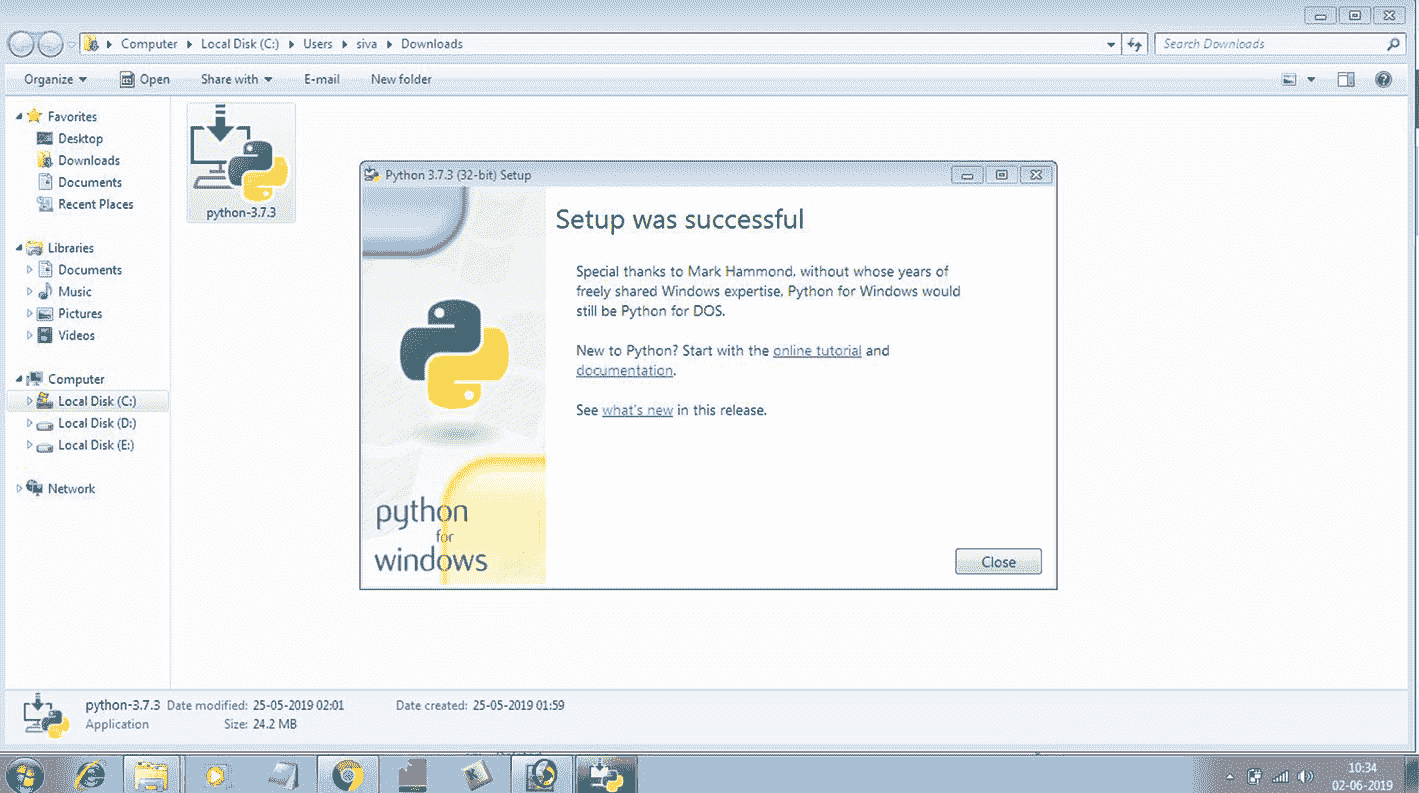 Computer Local Disk (C:) Users siva Downloads
Search Downloads
Organize Open Share with E-mail New folder
Favorites
Desktop
Downloads
Documents
Recent Places
Libraries
Documents
Music
Pictures
Videos
Computer
Local Disk (C:)
Local Disk (D:)
Local Disk (E:)
Network
python-3.7.3
Python 3.7.3 (32-bit) Setup
Setup was successful
Special thanks to Mark Hammond, without whose years of
freely shared Windows expertise, Python for Windows would
still be Python for DOS.
New to Python? Start with the online tutorial and
documentation.
See what's new in this release.
python
for
windows
Close
python-3.7.3 Date modified: 25-05-2019 02:01 Date created: 25-05-2019 01:59
Application Size: 24.2 MB
10:34
02-06-2019